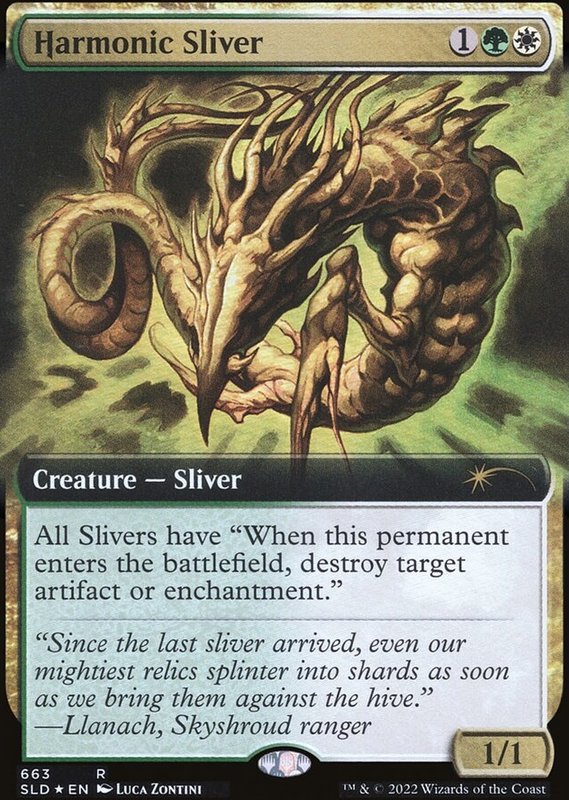 Harmonic Sliver 1
Creature — Sliver
All Slivers have “When this permanent
enters the battlefield, destroy target
artifact or enchantment.”
“Since the last sliver arrived, even our
mightiest relics splinter into shards as soon
as we bring them against the hive.”
—Llanach, Skyshroud ranger
1/1
663 R
SLD ★ EN Luca Zontini
™ & © 2022 Wizards of the Coast